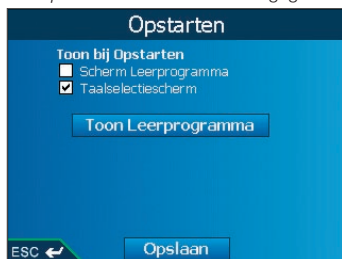 Opstarten
Toon bij Opstarten
Scherm Leerprogramma
Taalselectiescherm
Toon Leerprogramma
ESC
Opslaan